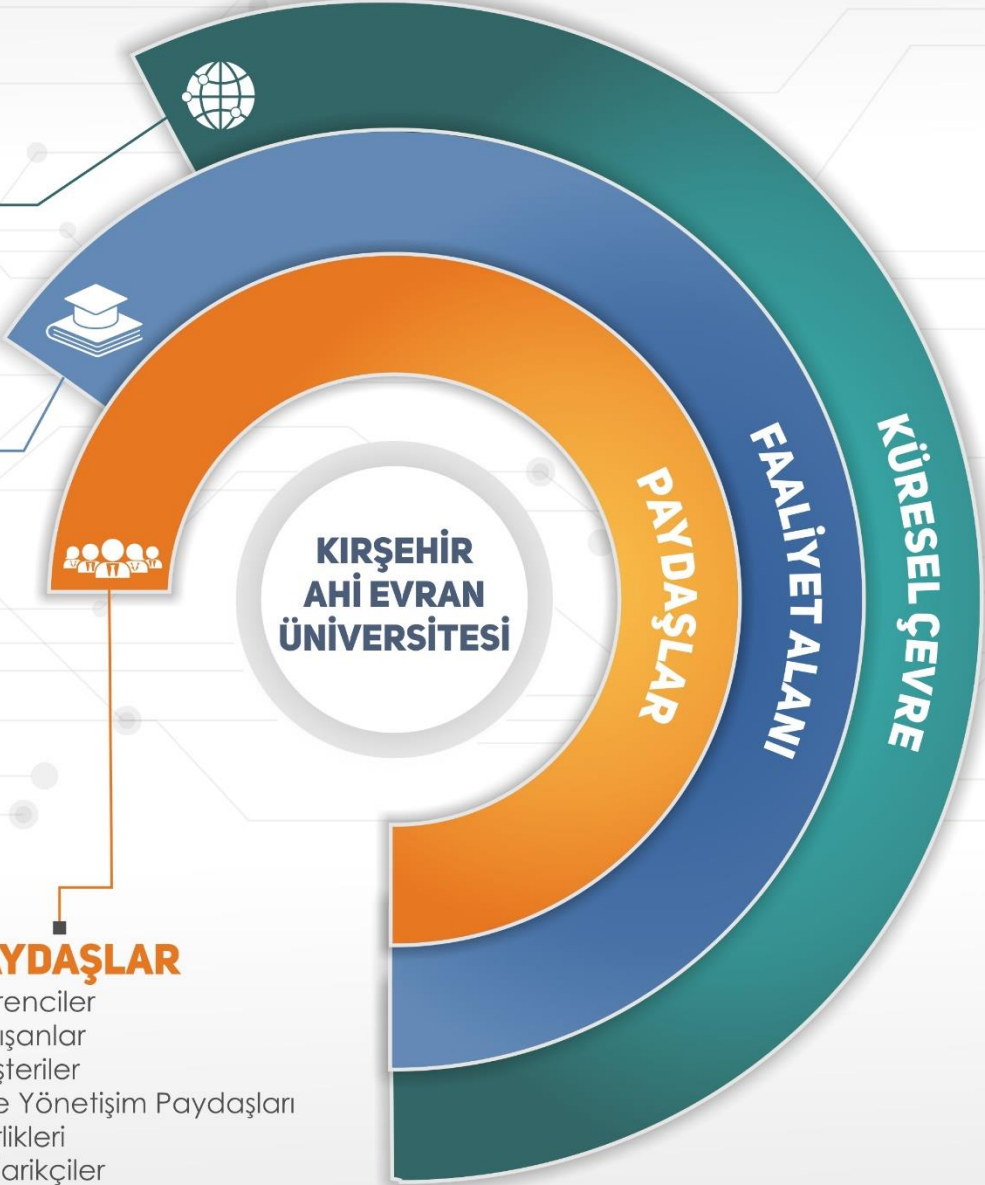 KÜRESEL ÇEVRE
FAALİYET ALANI
PAYDAŞLAR
KIRŞEHİR
AHİ EVRAN
ÜNİVERSİTESİ
AYDAŞLAR
renciler
ışanlar
şteriler
e Yönetişim Paydaşları
rlikleri
arikçiler